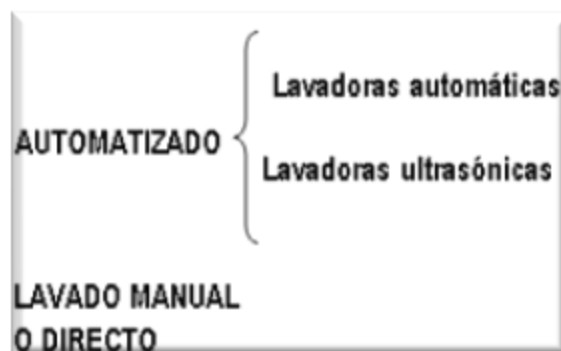 Lavadoras automáticas
AUTOMATIZADO
Lavadoras ultrasónicas
LAVADO MANUAL
O DIRECTO